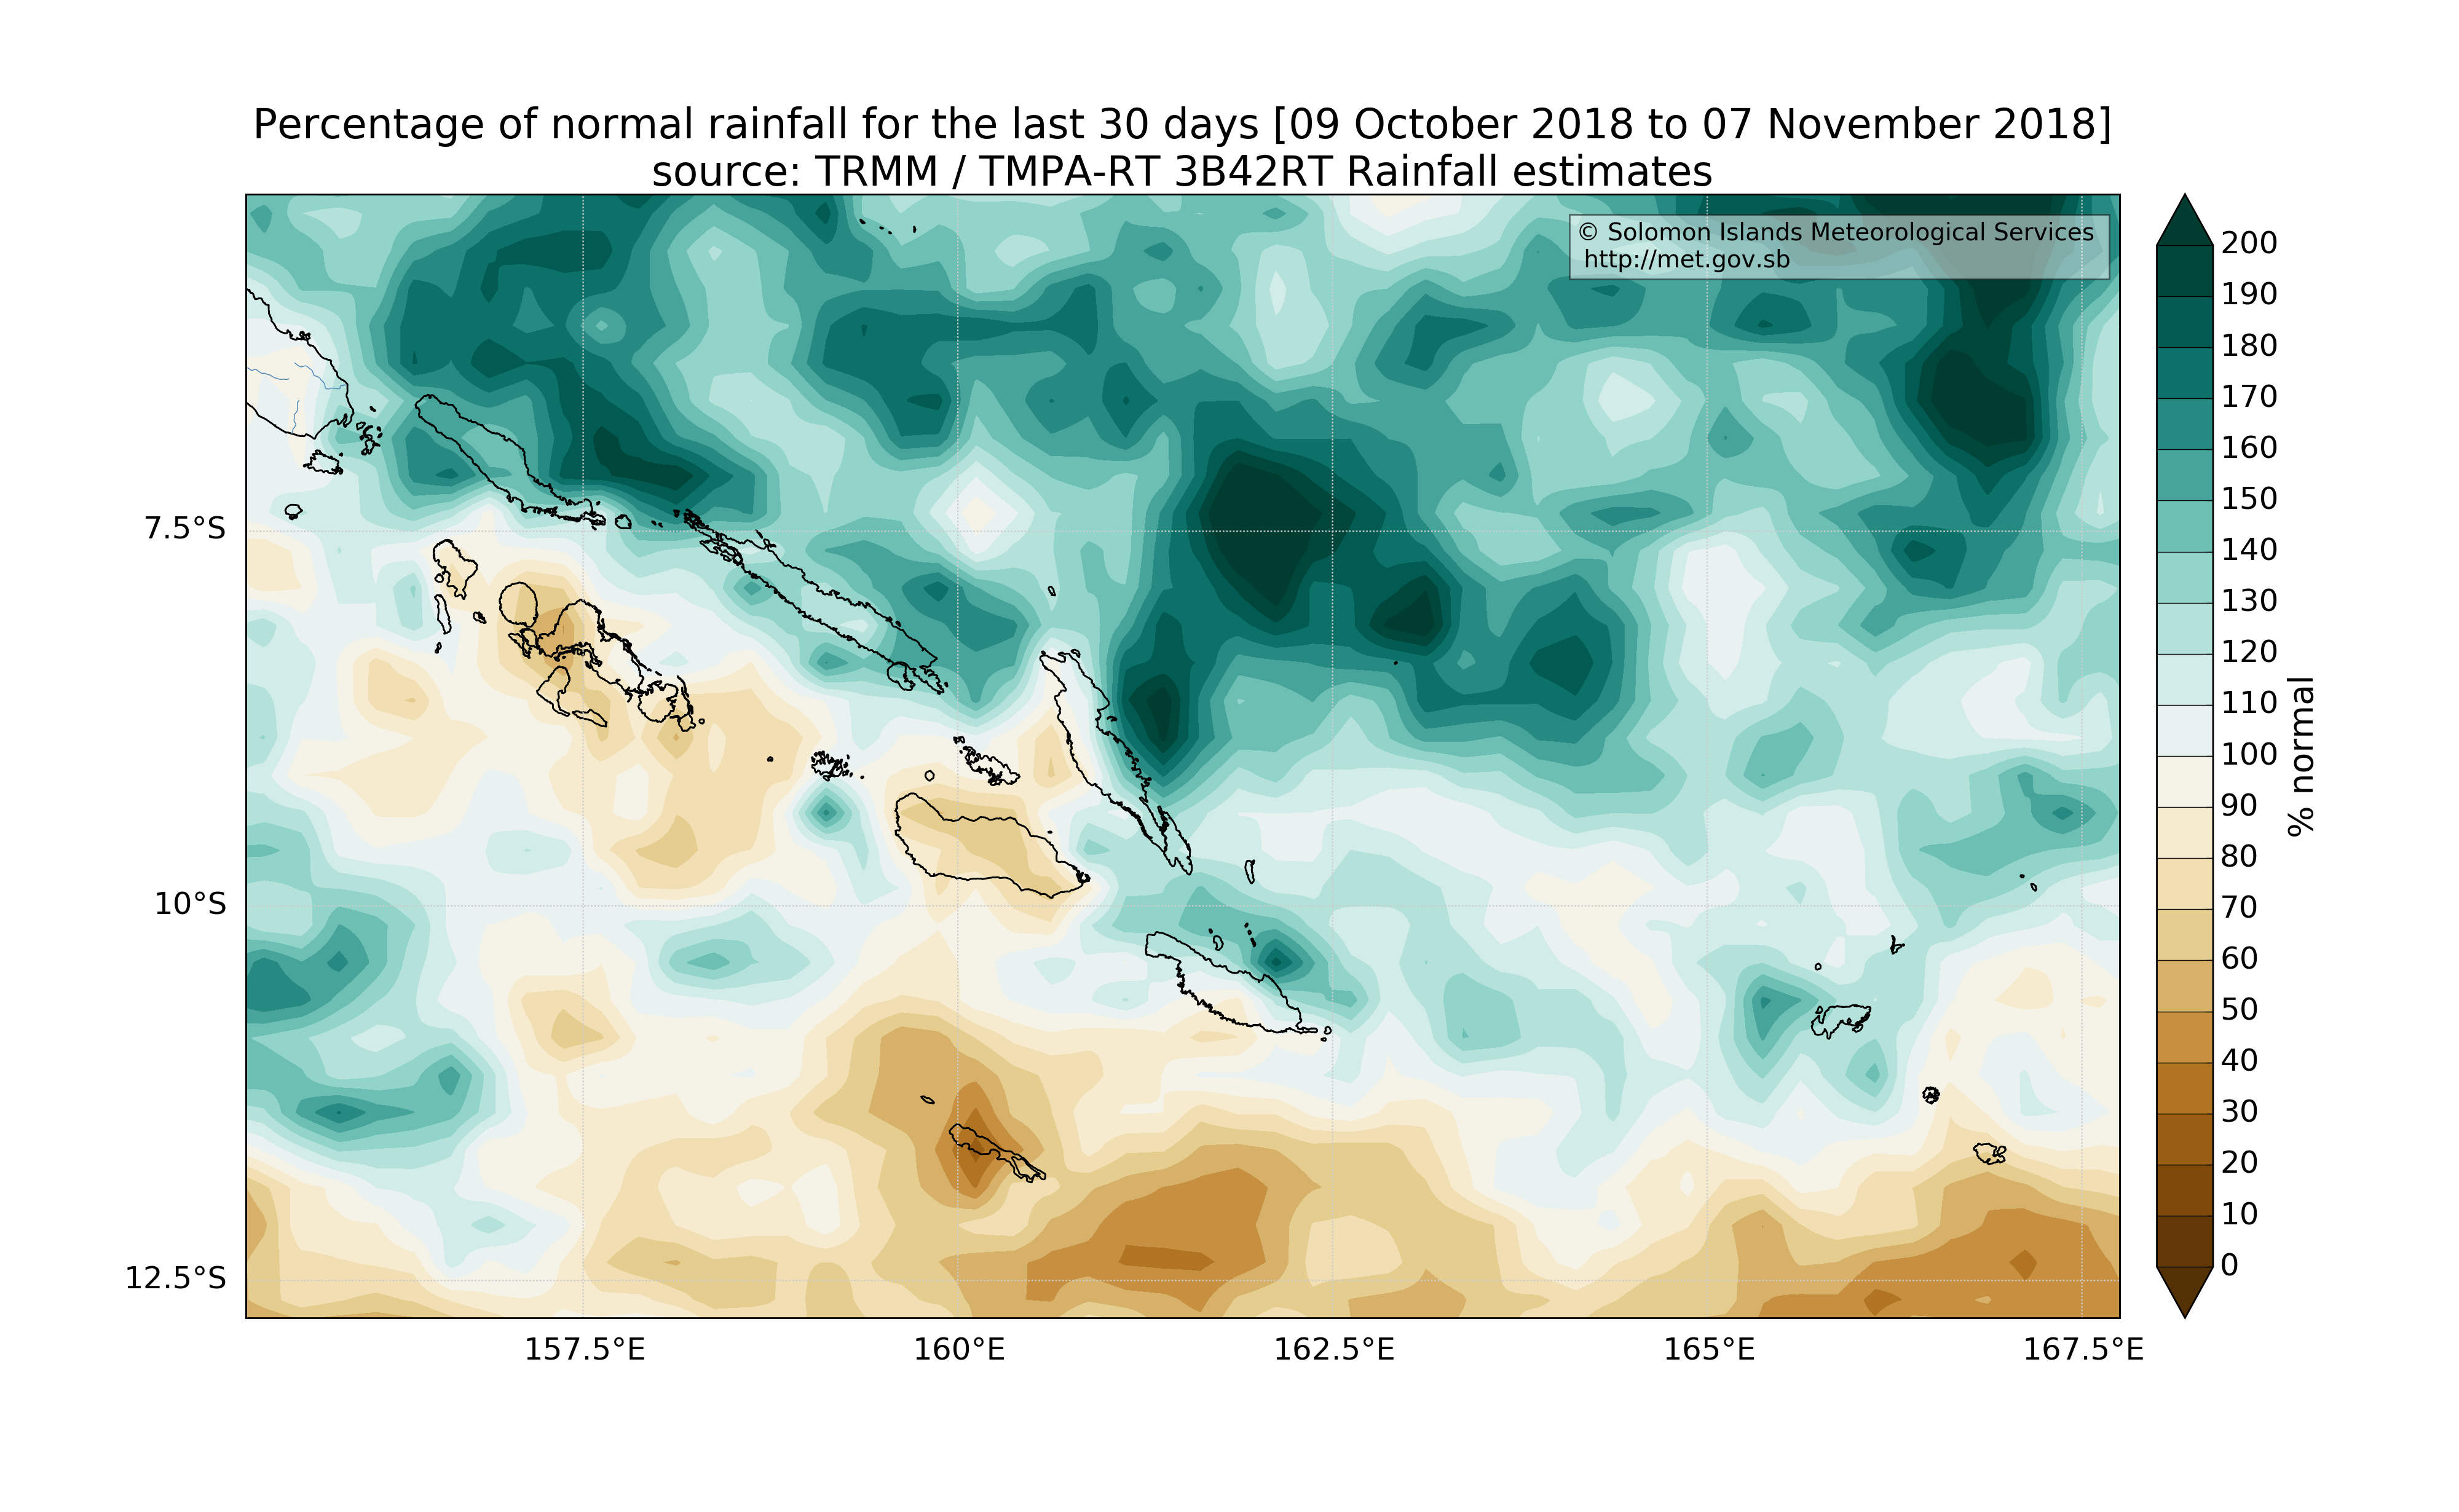 Percentage of normal rainfall for the last 30 days [09 October 2018 to 07 November 2018]
source: TRMM / TMPA-RT 3B42RT Rainfall estimates
© Solomon Islands Meteorological Services
http://met.gov.sb
7.5°S
10°S
12.5°S
157.5°E
160°E
162.5°E
165°E
167.5°E
200
190
180
170
160
150
140
130
120
110
100
90
80
70
60
50
40
30
20
10
0
% normal